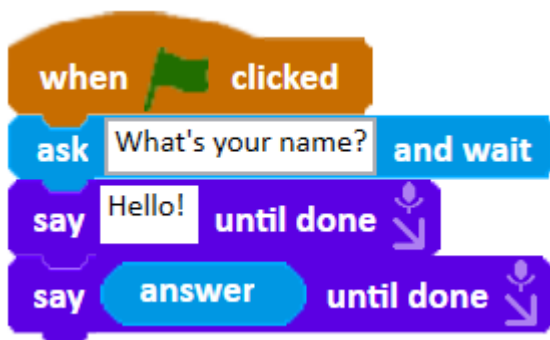 when clicked
ask What's your name? and wait
say Hello! until done
say answer until done